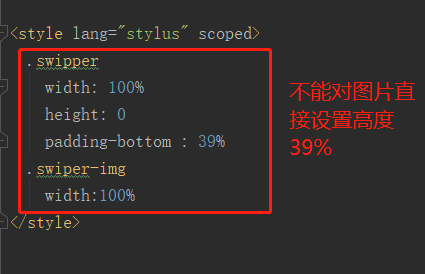 <style lang="stylus" scoped>
.swipper
width: 100%
height: 0
padding-bottom : 39%
.swiper-img
width:100%
</style>
不能对图片直
接设置高度
39%